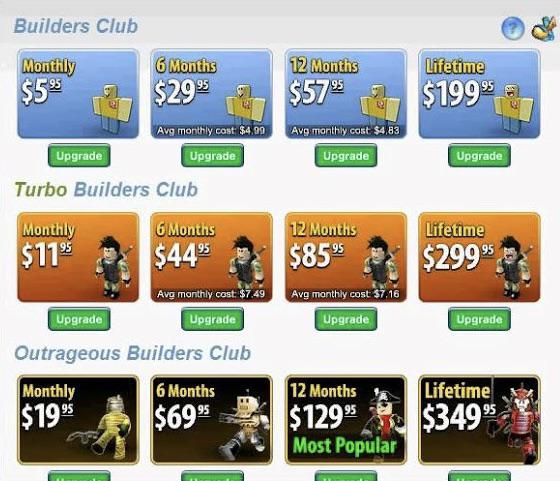 Builders Club
Monthly
$5.95
6 Months
$29.95
Avg monthly cost: $4.99
12 Months
$57.95
Avg monthly cost: $4.83
Lifetime
$199.95
Upgrade
Upgrade
Upgrade
Upgrade
Turbo Builders Club
Monthly
$11.95
6 Months
$44.95
Avg monthly cost: $7.49
12 Months
$85.95
Avg monthly cost: $7.16
Lifetime
$299.95
Upgrade
Upgrade
Upgrade
Upgrade
Outrageous Builders Club
Monthly
$19.95
6 Months
$69.95
12 Months
$129.95
Most Popular
Lifetime
$349.95